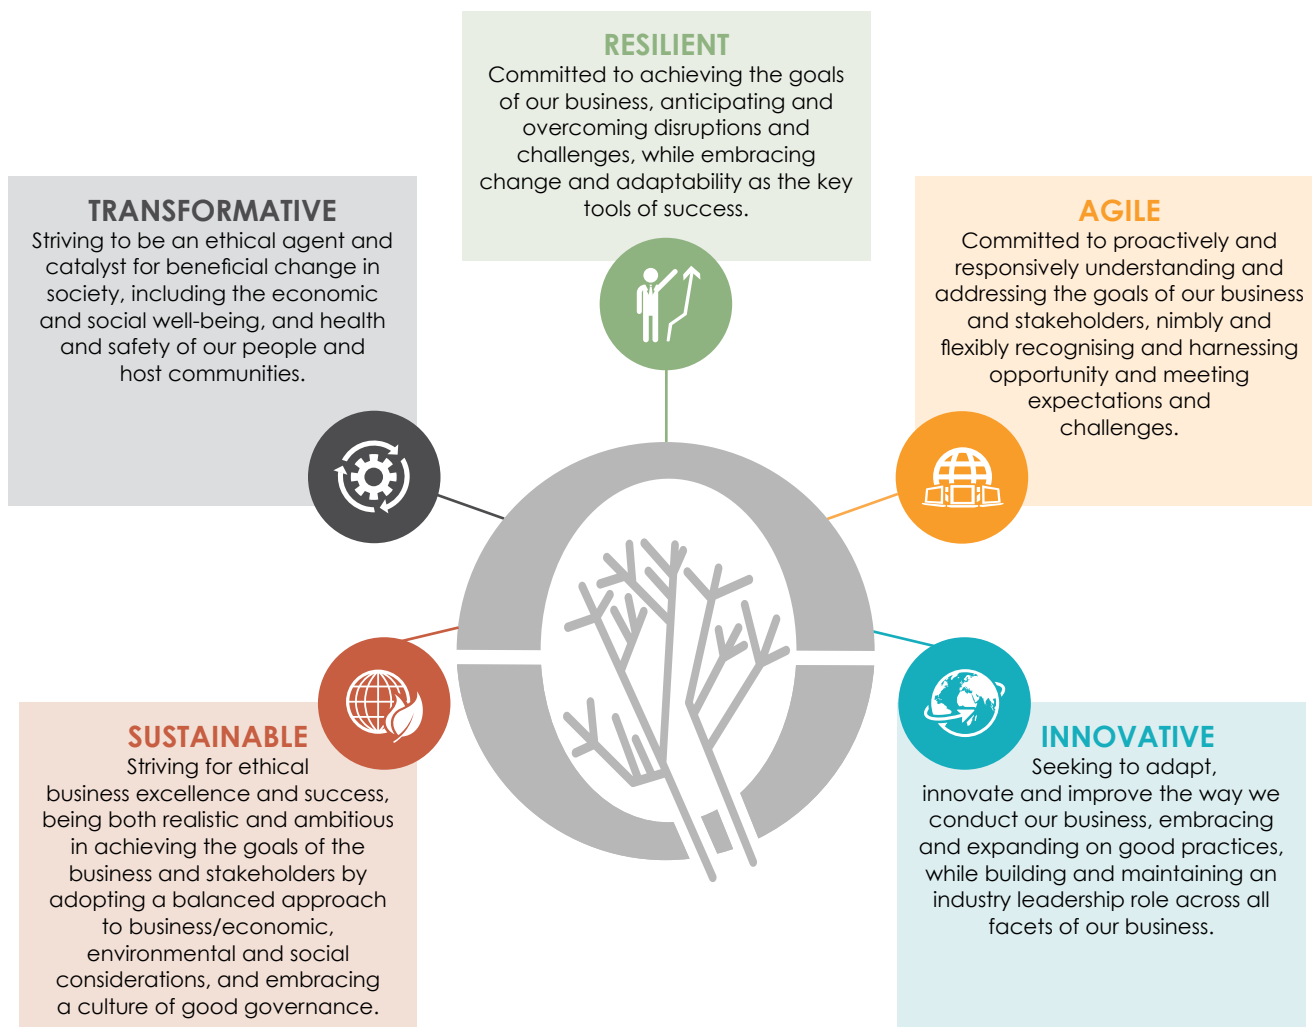 RESILIENT
Committed to achieving the goals
of our business, anticipating and
overcoming disruptions and
challenges, while embracing
change and adaptability as the key
tools of success.
TRANSFORMATIVE
Striving to be an ethical agent and
catalyst for beneficial change in
society, including the economic
and social well-being, and health
and safety of our people and
host communities.
AGILE
Committed to proactively and
responsively understanding and
addressing the goals of our business
and stakeholders, nimbly and
flexibly recognising and harnessing
opportunity and meeting
expectations and
challenges.
SUSTAINABLE
Striving for ethical
business excellence and success,
being both realistic and ambitious
in achieving the goals of the
business and stakeholders by
adopting a balanced approach
to business/economic,
environmental and social
considerations, and embracing
a culture of good governance.
INNOVATIVE
Seeking to adapt,
innovate and improve the way we
conduct our business, embracing
and expanding on good practices,
while building and maintaining an
industry leadership role across all
facets of our business.